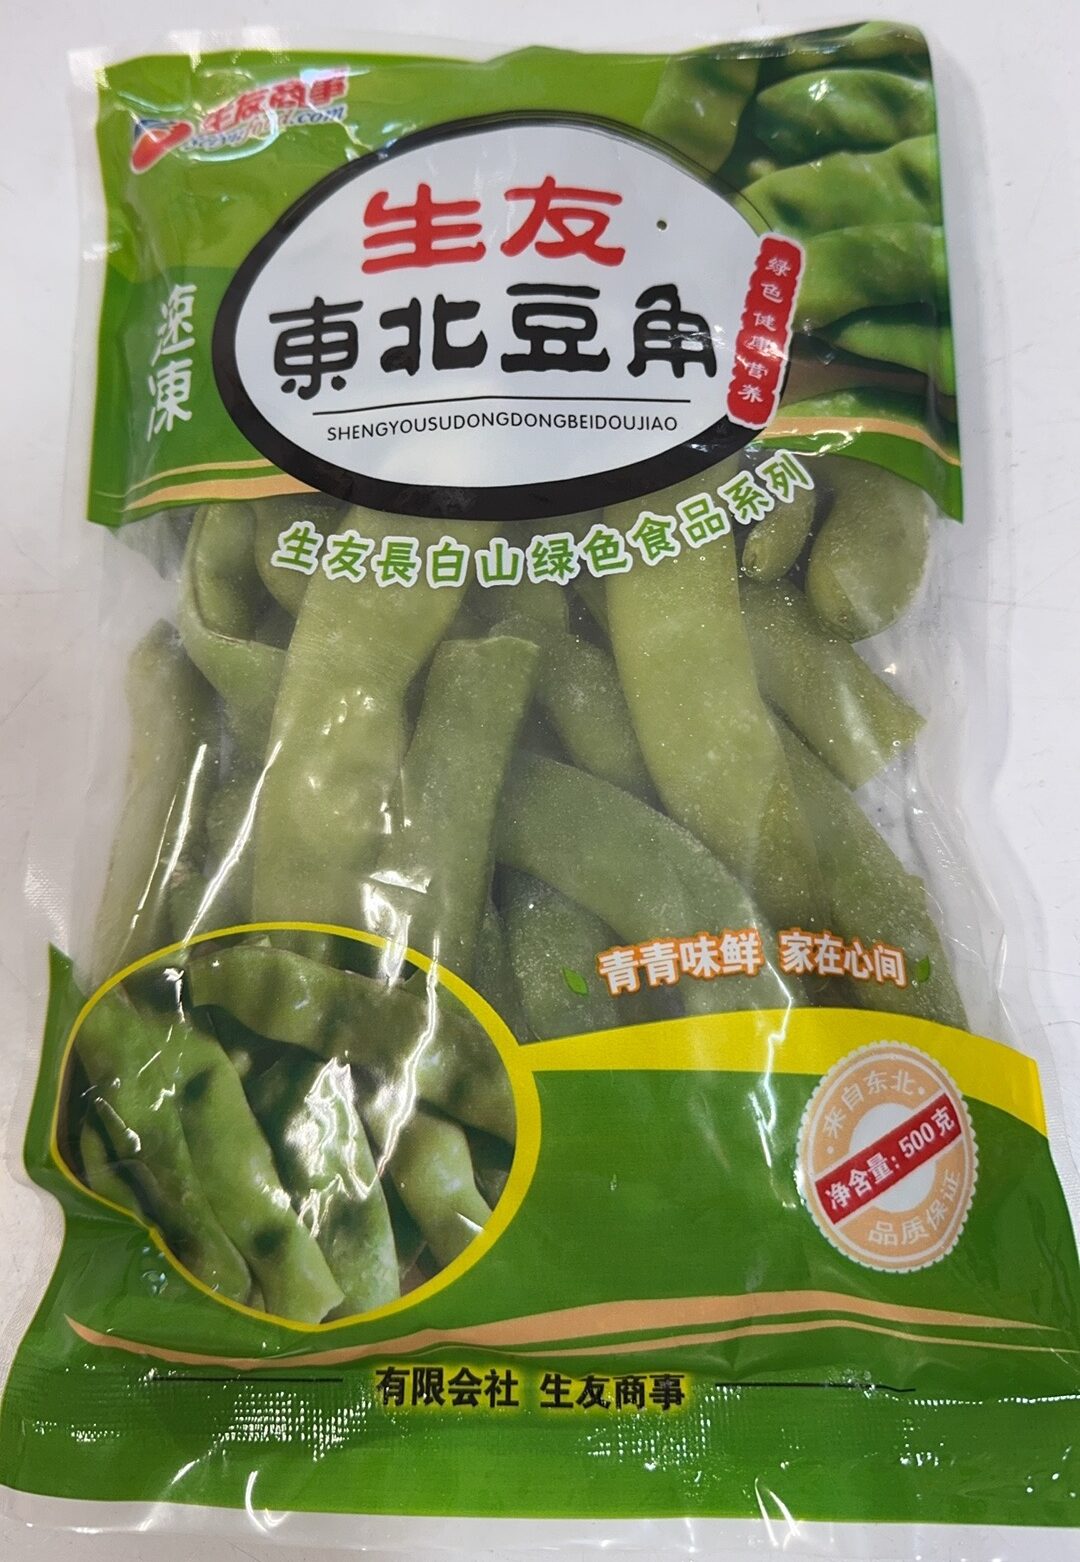 生友商事
生友
東北豆角
SHENGYOUSUDONGDONGBEIDOUJIAO
速凍
绿色健康营养
生友長白山绿色食品系列
青青味鲜 家在心间
来自东北
净含量：500克
品质保证
有限会社 生友商事